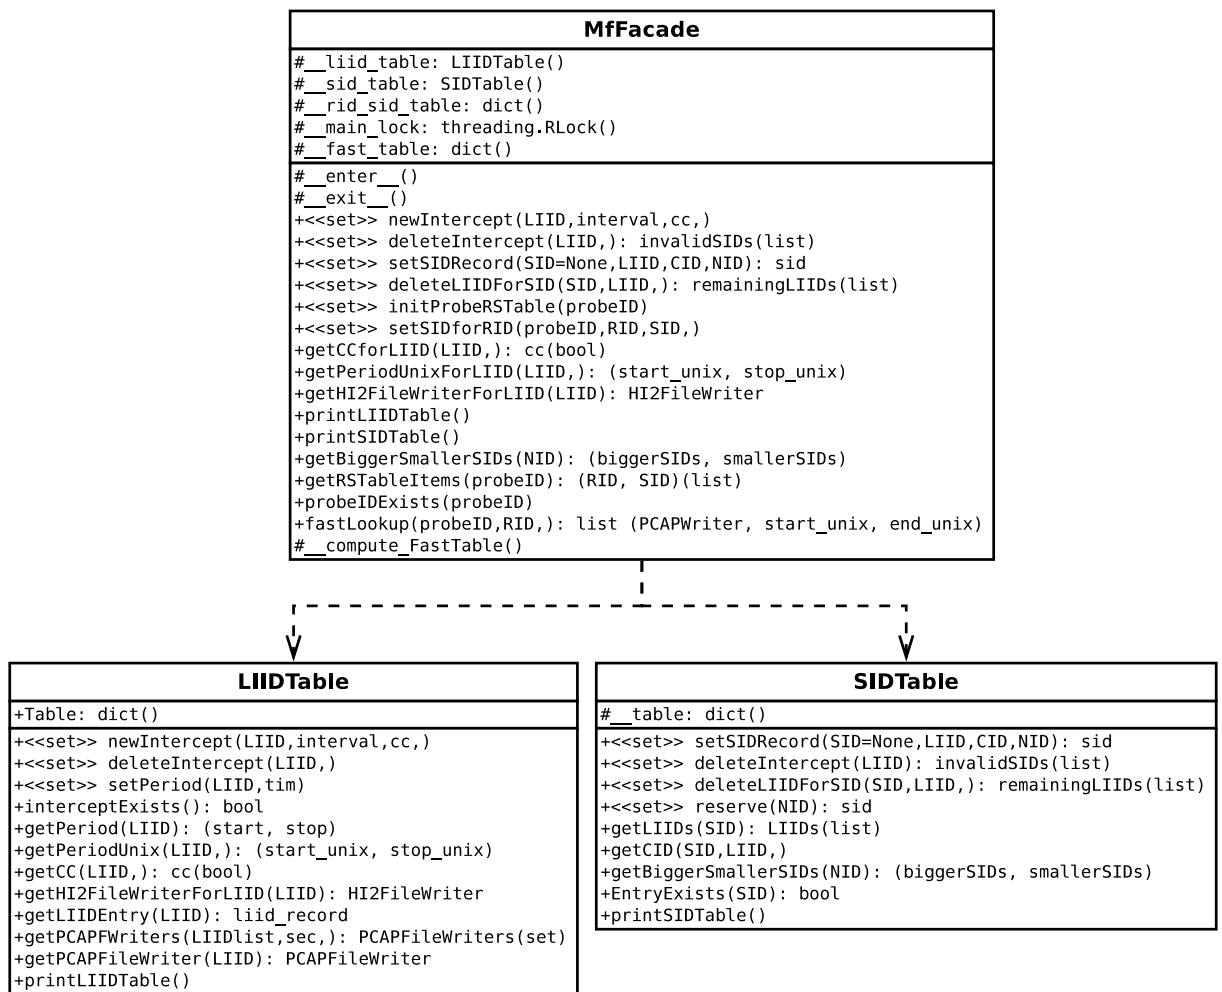 MfFacade
#__liid_table: LIIDTable()
#__sid_table: SIDTable()
#__rid_sid_table: dict()
#__main_lock: threading.RLock()
#__fast_table: dict()
#__enter__()
#__exit__()
+<<set>> newIntercept(LIID,interval,cc,)
+<<set>> deleteIntercept(LIID,): invalidSIDs(list)
+<<set>> setSIDRecord(SID=None,LIID,CID,NID): sid
+<<set>> deleteLIIDForSID(SID,LIID,): remainingLIIDs(list)
+<<set>> initProbeRSTable(probeID)
+<<set>> setSIDforRID(probeID,RID,SID,)
+getCCforLIID(LIID,): cc(bool)
+getPeriodUnixForLIID(LIID,): (start_unix, stop_unix)
+getHI2FileWriterForLIID(LIID): HI2FileWriter
+printLIIDTable()
+printSIDTable()
+getBiggerSmallerSIDs(NID): (biggerSIDs, smallerSIDs)
+getRSTableItems(probeID): (RID, SID)(list)
+probeIDExists(probeID)
+fastLookup(probeID,RID,): list (PCAPWriter, start_unix, end_unix)
#__compute_FastTable()
LIIDTable
+Table: dict()
+<<set>> newIntercept(LIID,interval,cc,)
+<<set>> deleteIntercept(LIID,)
+<<set>> setPeriod(LIID,tim)
+interceptExists(): bool
+getPeriod(LIID): (start, stop)
+getPeriodUnix(LIID,): (start_unix, stop_unix)
+getCC(LIID,): cc(bool)
+getHI2FileWriterForLIID(LIID): HI2FileWriter
+getLIIDEntry(LIID): liid_record
+getPCAPFWriters(LIIDlist,sec,): PCAPFileWriters(set)
+getPCAPFileWriter(LIID): PCAPFileWriter
+printLIIDTable()
SIDTable
#__table: dict()
+<<set>> setSIDRecord(SID=None,LIID,CID,NID): sid
+<<set>> deleteIntercept(LIID): invalidSIDs(list)
+<<set>> deleteLIIDForSID(SID,LIID,): remainingLIIDs(list)
+<<set>> reserve(NID): sid
+getLIIDs(SID): LIIDs(list)
+getCID(SID,LIID,)
+getBiggerSmallerSIDs(NID): (biggerSIDs, smallerSIDs)
+EntryExists(SID): bool
+printSIDTable()